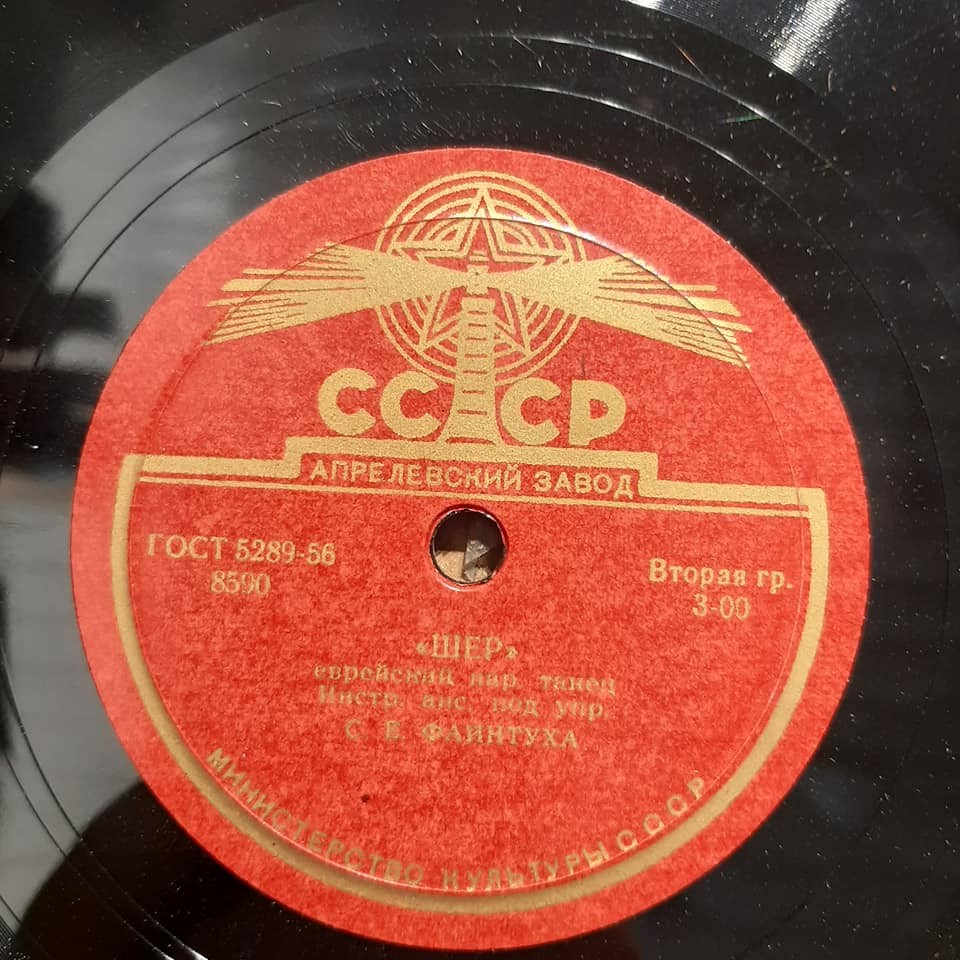 СССР
АПРЕЛЕВСКИЙ ЗАВОД
ГОСТ 5289-56
8590
Вторая гр.
3-00
«ШЕР»
еврейский нар. танец
Инстр. анс. под упр.
С. Б. ФАЙНТУХА
МИНИСТЕРСТВО КУЛЬТУРЫ СССР